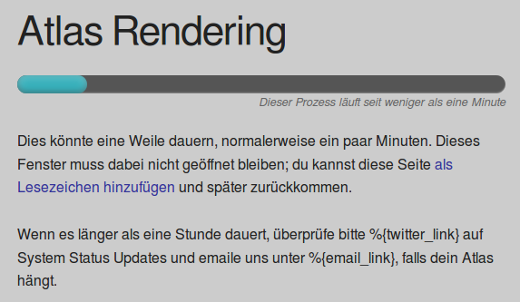 Atlas Rendering
Dieser Prozess läuft seit weniger als eine Minute
Dies könnte eine Weile dauern, normalerweise ein paar Minuten. Dieses
Fenster muss dabei nicht geöffnet bleiben; du kannst diese Seite als
Lesezeichen hinzufügen und später zurückkommen.
Wenn es länger als eine Stunde dauert, überprüfe bitte %{twitter_link} auf
System Status Updates und emaile uns unter %{email_link}, falls dein Atlas
hängt.